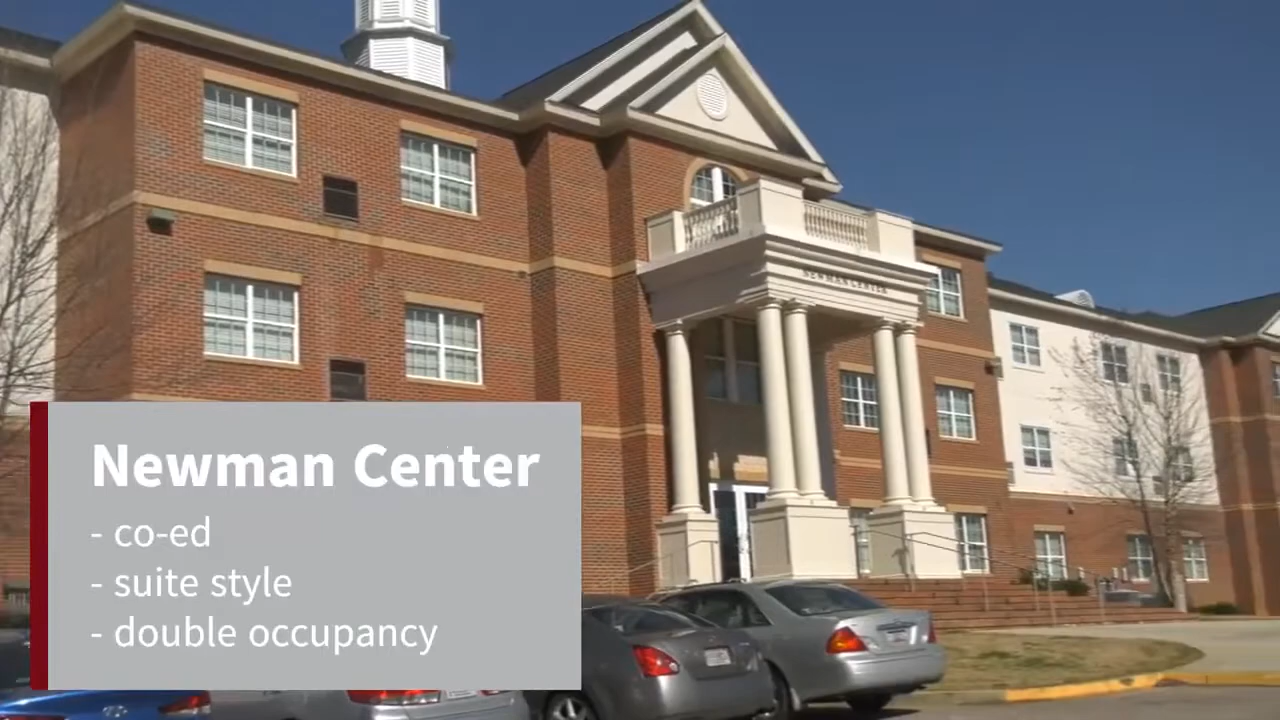 NEWMAN CENTER
Newman Center
- co-ed
- suite style
- double occupancy